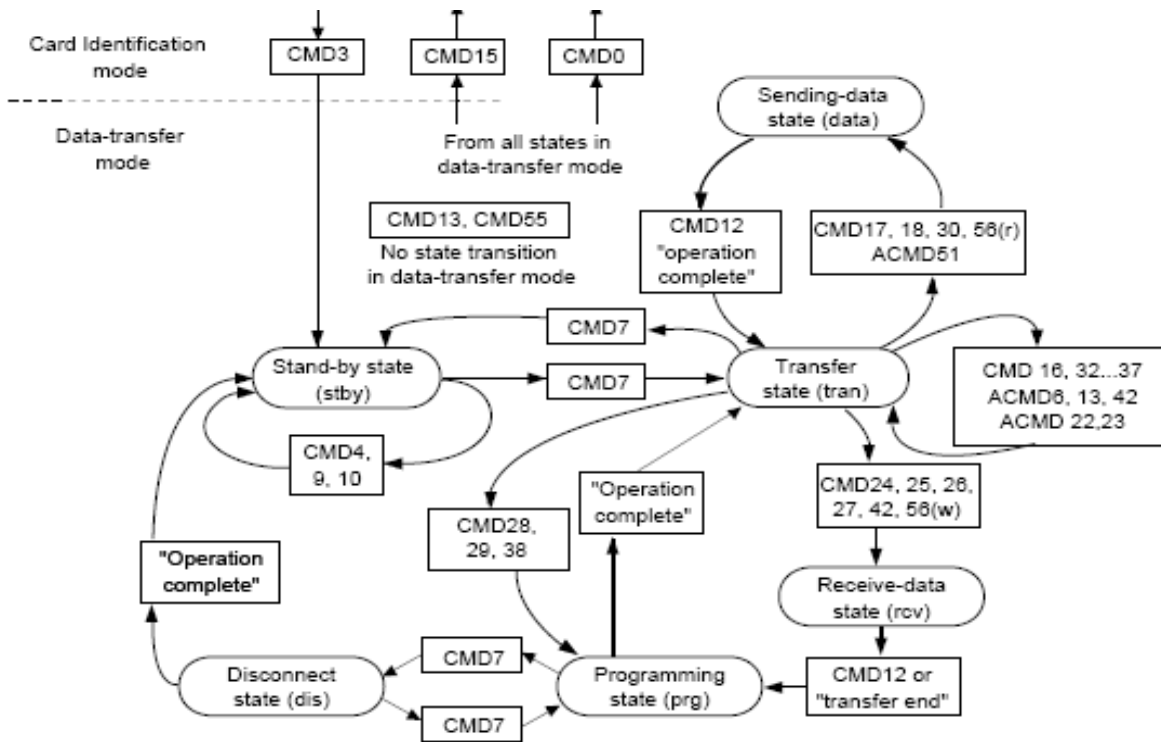 Card Identification
mode
CMD3
CMD15
CMD0
Data-transfer
mode
From all states in
data-transfer mode
Sending-data
state (data)
CMD13, CMD55
No state transition
in data-transfer mode
CMD12
"operation
complete"
CMD17, 18, 30, 56(r)
ACMD51
CMD7
Stand-by state
(stby)
CMD7
Transfer
state (tran)
CMD 16, 32...37
ACMD6, 13, 42
ACMD 22,23
CMD4,
9, 10
"Operation
complete"
CMD28,
29, 38
"Operation
complete"
CMD24, 25, 26,
27, 42, 56(w)
Receive-data
state (rcv)
Disconnect
state (dis)
CMD7
CMD7
Programming
state (prg)
CMD12 or
"transfer end"